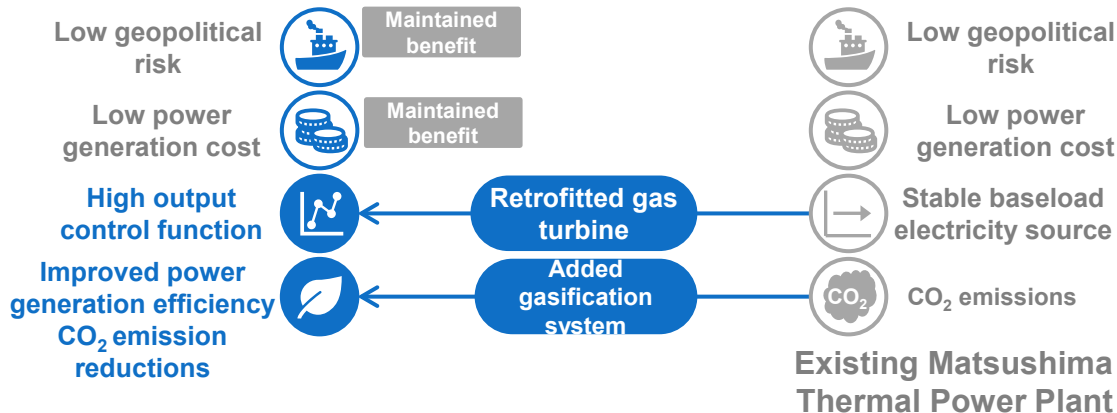 Low geopolitical
risk
Maintained
benefit
Low geopolitical
risk
Low power
generation cost
Maintained
benefit
Low power
generation cost
High output
control function
Retrofitted gas
turbine
Stable baseload
electricity source
Improved power
generation efficiency
CO₂ emission
reductions
Added
gasification
system
CO₂
CO₂ emissions
Existing Matsushima
Thermal Power Plant